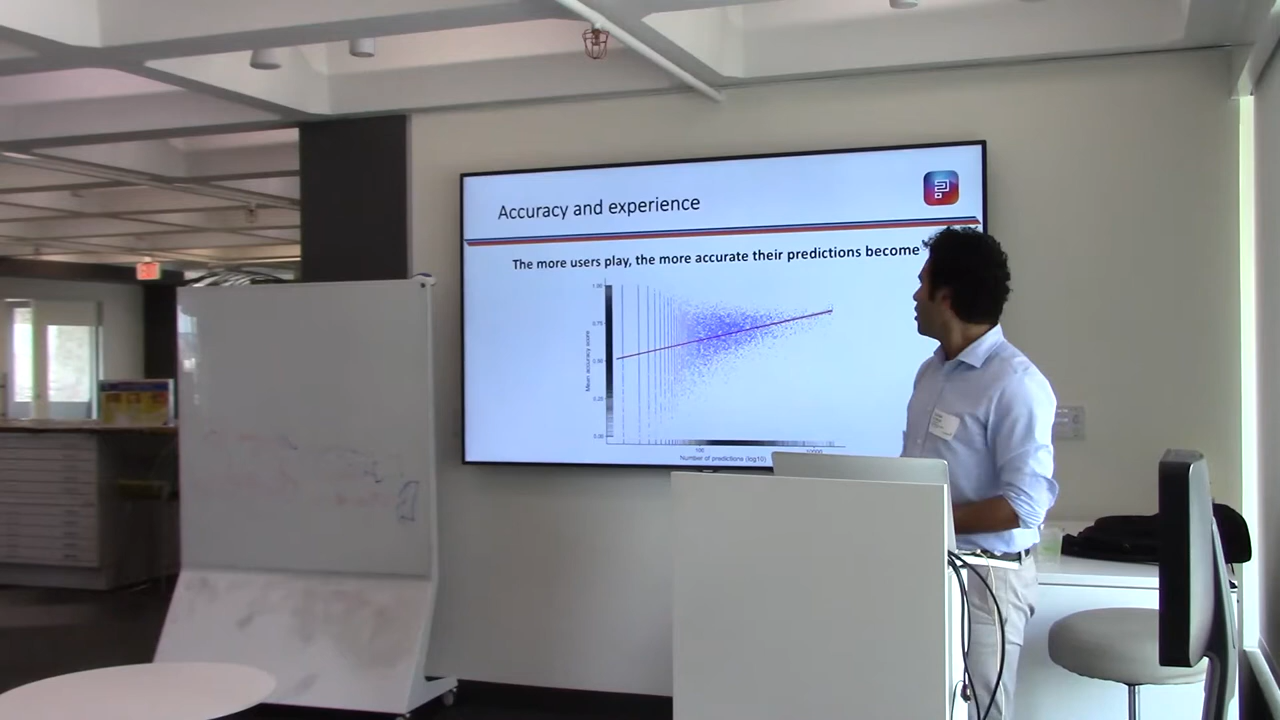 Accuracy and experience
The more users play, the more accurate their predictions become
1.00
0.75
0.50
0.25
0.00
Mean accuracy score
100
10000
Number of predictions (log10)